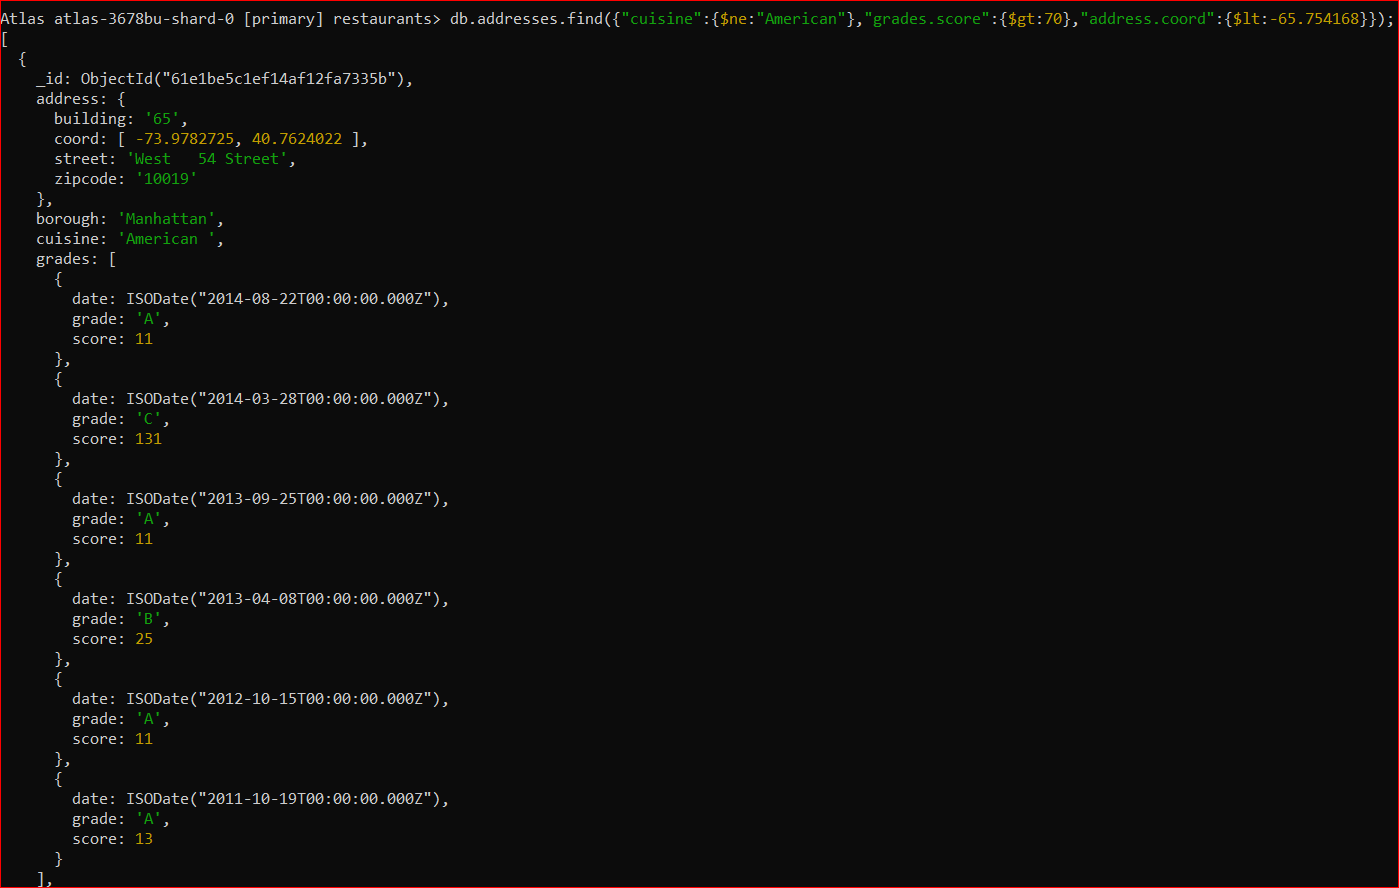 Atlas atlas-3678bu-shard-0 [primary] restaurants> db.addresses.find({"cuisine":{$ne:"American"},"grades.score":{$gt:70},"address.coord":{$lt:-65.754168}});
[
  {
    _id: ObjectId("61e1be5c1ef14af12fa7335b"),
    address: {
      building: '65',
      coord: [ -73.9782725, 40.7624022 ],
      street: 'West   54 Street',
      zipcode: '10019'
    },
    borough: 'Manhattan',
    cuisine: 'American ',
    grades: [
      {
        date: ISODate("2014-08-22T00:00:00.000Z"),
        grade: 'A',
        score: 11
      },
      {
        date: ISODate("2014-03-28T00:00:00.000Z"),
        grade: 'C',
        score: 131
      },
      {
        date: ISODate("2013-09-25T00:00:00.000Z"),
        grade: 'A',
        score: 11
      },
      {
        date: ISODate("2013-04-08T00:00:00.000Z"),
        grade: 'B',
        score: 25
      },
      {
        date: ISODate("2012-10-15T00:00:00.000Z"),
        grade: 'A',
        score: 11
      },
      {
        date: ISODate("2011-10-19T00:00:00.000Z"),
        grade: 'A',
        score: 13
      }
    ],